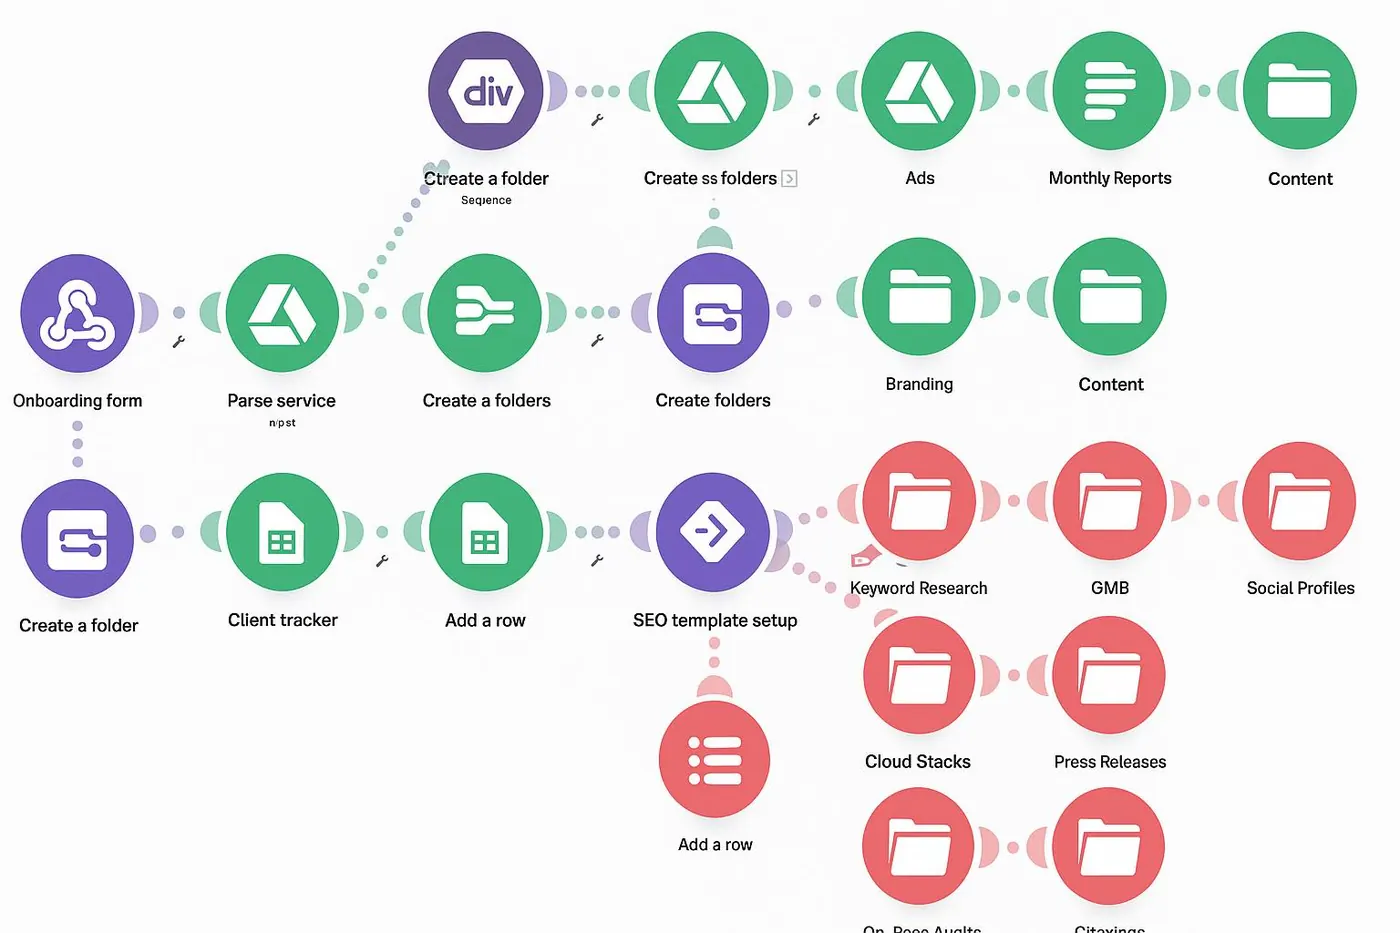 div
Ctreate a folder
Sequence
Create ss folders
Ads
Monthly Reports
Content
Onboarding form
Parse service
n/pst
Create a folders
Create folders
Branding
Content
Create a folder
Client tracker
Add a row
SEO template setup
Keyword Research
GMB
Social Profiles
Cloud Stacks
Press Releases
Add a row